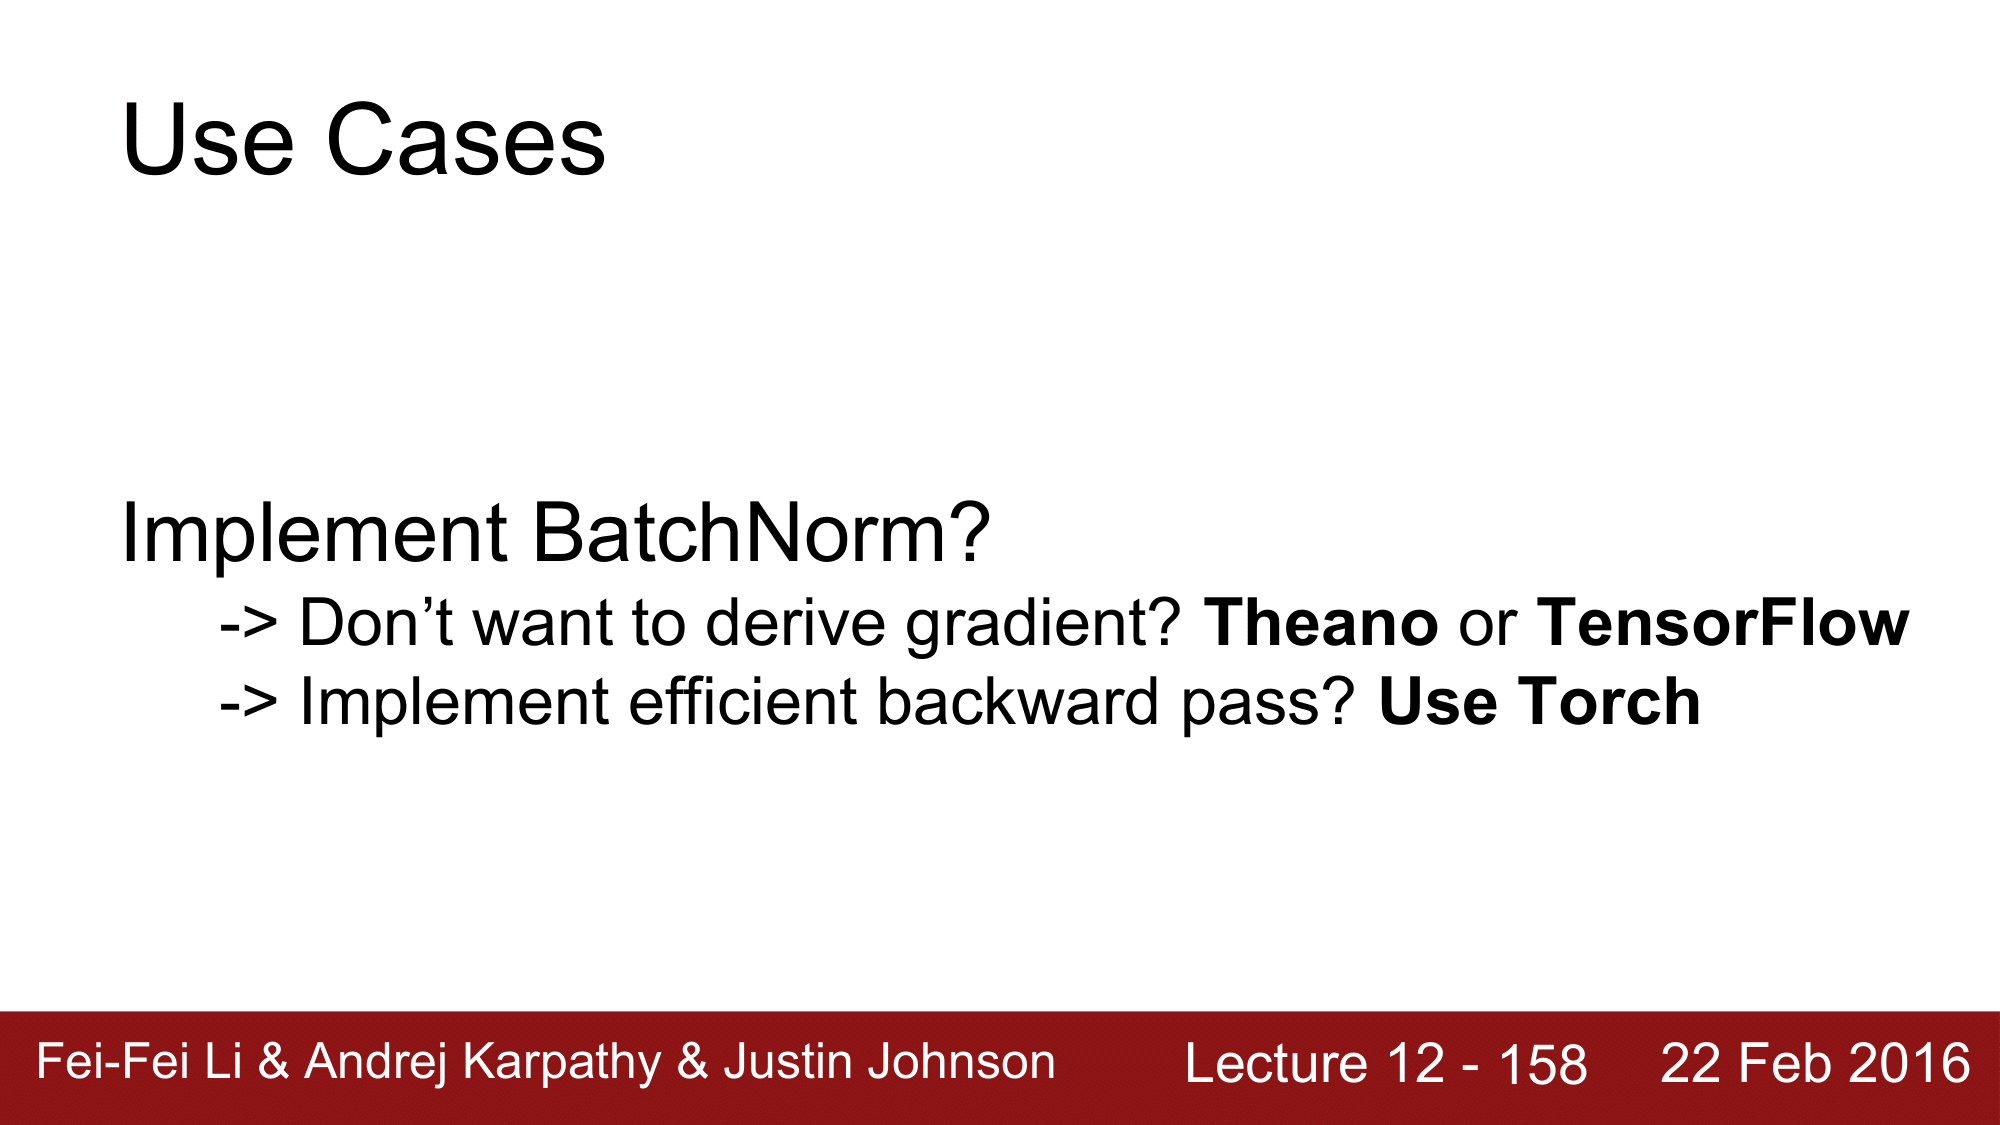 Use Cases
Implement BatchNorm?
-> Don’t want to derive gradient? Theano or TensorFlow
-> Implement efficient backward pass? Use Torch
Fei-Fei Li & Andrej Karpathy & Justin Johnson Lecture 12 - 158 22 Feb 2016